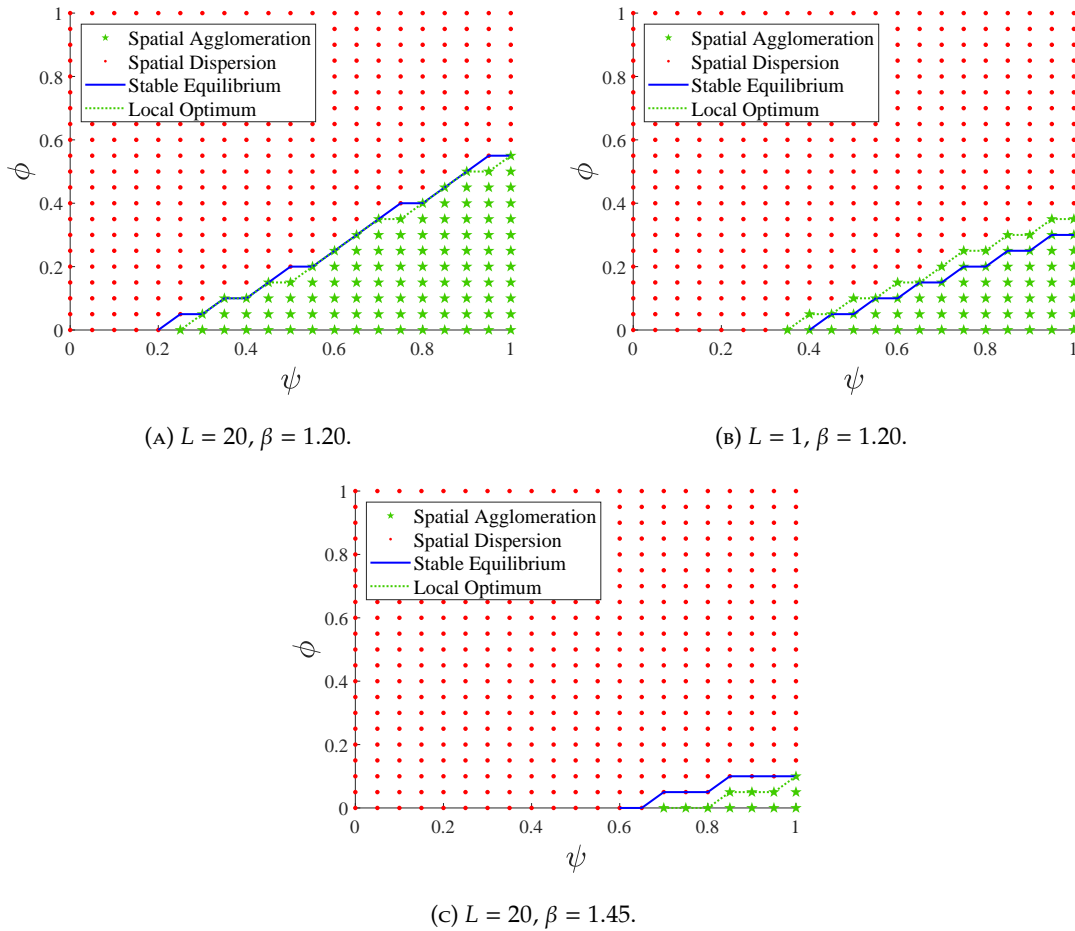 1
0.8
0.6
0.4
0.2
0
ϕ
Spatial Agglomeration
Spatial Dispersion
Stable Equilibrium
Local Optimum
0 0.2 0.4 0.6 0.8 1
ψ
(A) L = 20, β = 1.20.
1
0.8
0.6
0.4
0.2
0
ϕ
Spatial Agglomeration
Spatial Dispersion
Stable Equilibrium
Local Optimum
0 0.2 0.4 0.6 0.8 1
ψ
(B) L = 1, β = 1.20.
1
0.8
0.6
0.4
0.2
0
ϕ
Spatial Agglomeration
Spatial Dispersion
Stable Equilibrium
Local Optimum
0 0.2 0.4 0.6 0.8 1
ψ
(C) L = 20, β = 1.45.